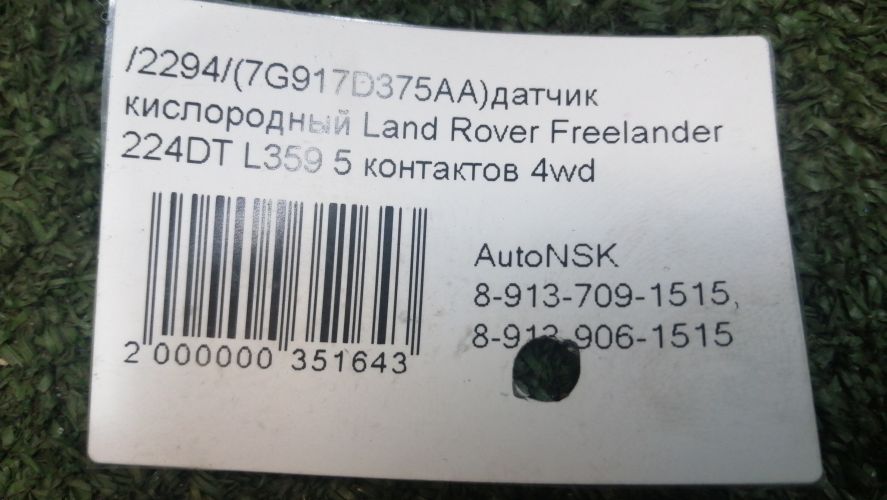 /2294/(7G917D375AA)датчик
кислородный Land Rover Freelander
224DT L359 5 контактов 4wd
AutoNSK
8-913-709-1515,
8-913-906-1515
2 000000 351643